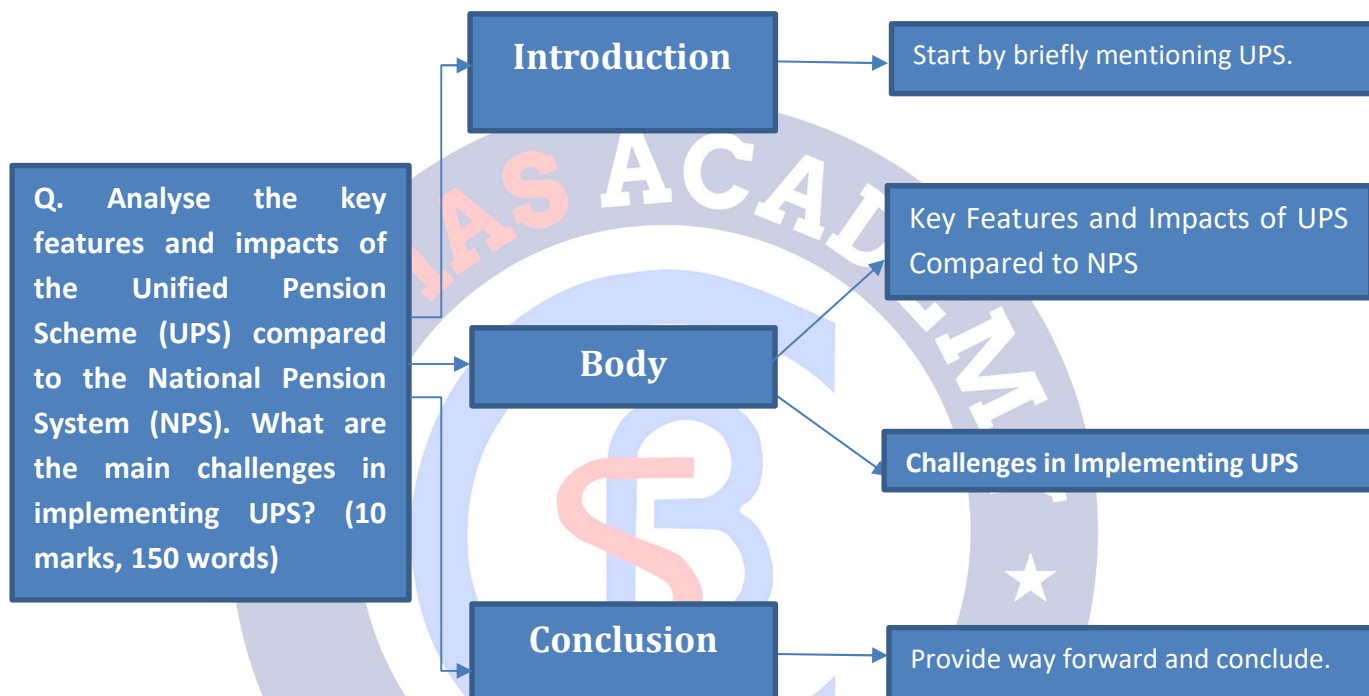 Introduction
Start by briefly mentioning UPS.
Q. Analyse the key
features and impacts of
the Unified Pension
Scheme (UPS) compared
to the National Pension
System (NPS). What are
the main challenges in
implementing UPS? (10
marks, 150 words)
Key Features and Impacts of UPS
Compared to NPS
Body
Challenges in Implementing UPS
Conclusion
Provide way forward and conclude.
IAS ACADEMY